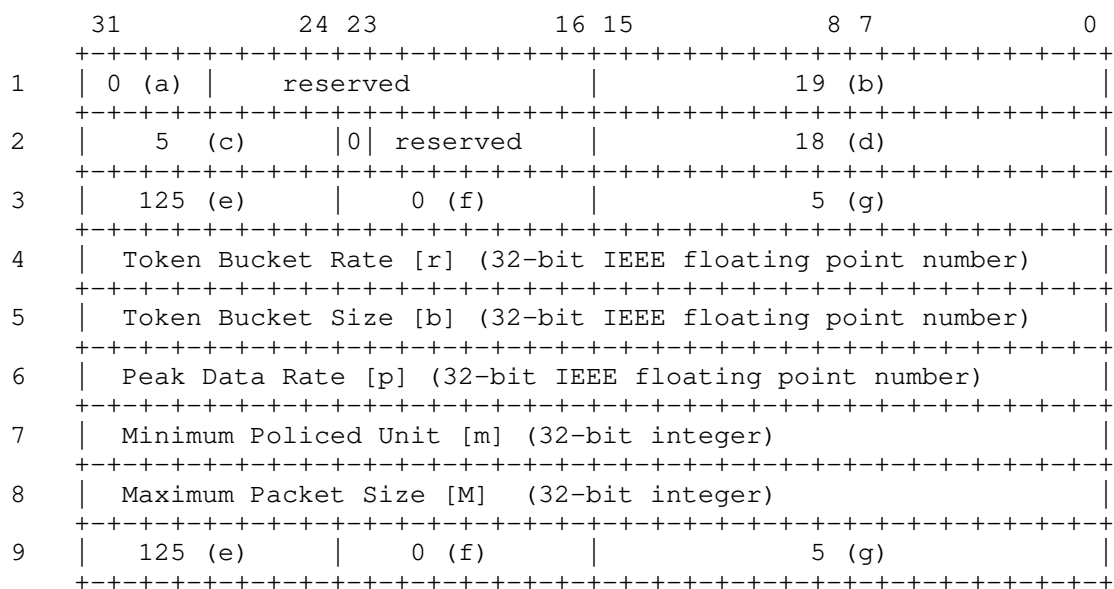 31 24 23 16 15 8 7 0
+-+-+-+-+-+-+-+-+-+-+-+-+-+-+-+-+-+-+-+-+-+-+-+-+-+-+-+-+-+-+-+-+
1 | 0 (a) | reserved | 19 (b) |
+-+-+-+-+-+-+-+-+-+-+-+-+-+-+-+-+-+-+-+-+-+-+-+-+-+-+-+-+-+-+-+-+
2 | 5 (c) |0| reserved | 18 (d) |
+-+-+-+-+-+-+-+-+-+-+-+-+-+-+-+-+-+-+-+-+-+-+-+-+-+-+-+-+-+-+-+-+
3 | 125 (e) | 0 (f) | 5 (g) |
+-+-+-+-+-+-+-+-+-+-+-+-+-+-+-+-+-+-+-+-+-+-+-+-+-+-+-+-+-+-+-+-+
4 | Token Bucket Rate [r] (32-bit IEEE floating point number) |
+-+-+-+-+-+-+-+-+-+-+-+-+-+-+-+-+-+-+-+-+-+-+-+-+-+-+-+-+-+-+-+-+
5 | Token Bucket Size [b] (32-bit IEEE floating point number) |
+-+-+-+-+-+-+-+-+-+-+-+-+-+-+-+-+-+-+-+-+-+-+-+-+-+-+-+-+-+-+-+-+
6 | Peak Data Rate [p] (32-bit IEEE floating point number) |
+-+-+-+-+-+-+-+-+-+-+-+-+-+-+-+-+-+-+-+-+-+-+-+-+-+-+-+-+-+-+-+-+
7 | Minimum Policed Unit [m] (32-bit integer) |
+-+-+-+-+-+-+-+-+-+-+-+-+-+-+-+-+-+-+-+-+-+-+-+-+-+-+-+-+-+-+-+-+
8 | Maximum Packet Size [M] (32-bit integer) |
+-+-+-+-+-+-+-+-+-+-+-+-+-+-+-+-+-+-+-+-+-+-+-+-+-+-+-+-+-+-+-+-+
9 | 125 (e) | 0 (f) | 5 (g) |
+-+-+-+-+-+-+-+-+-+-+-+-+-+-+-+-+-+-+-+-+-+-+-+-+-+-+-+-+-+-+-+-+